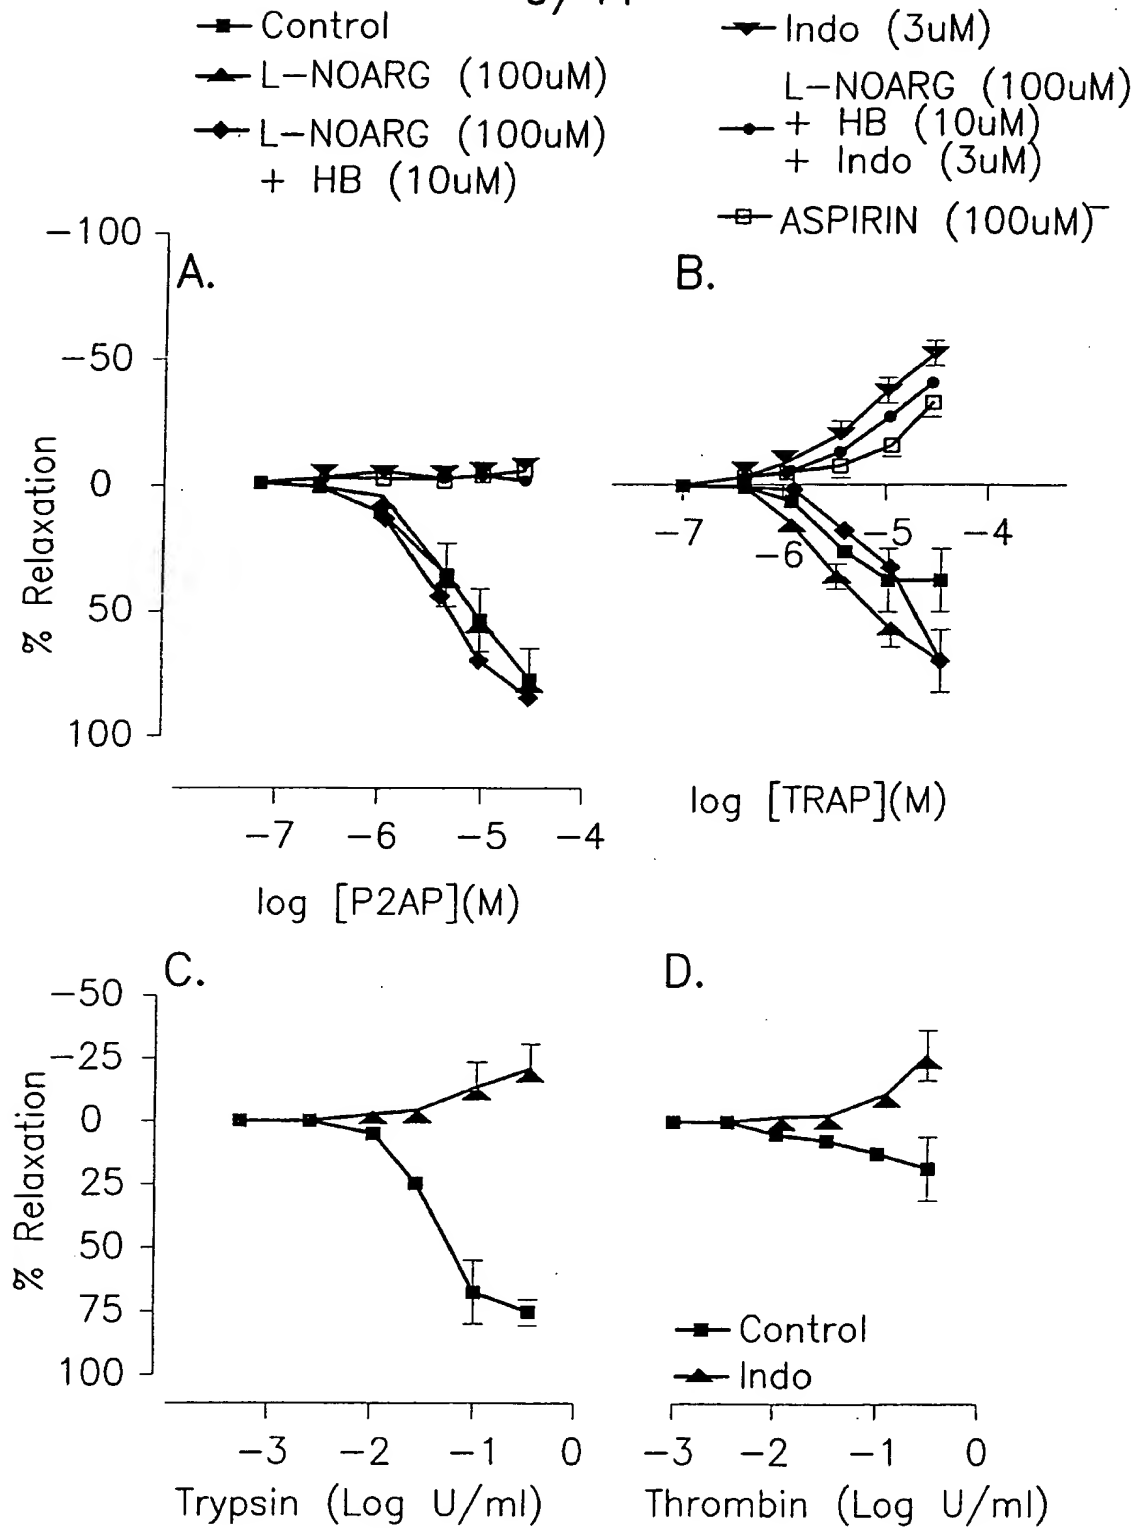 Control
L-NOARG (100uM)
L-NOARG (100uM)
+ HB (10uM)
Indo (3uM)
L-NOARG (100uM)
+ HB (10uM)
+ Indo (3uM)
ASPIRIN (100uM)
A.
B.
% Relaxation
-100
-50
0
50
100
-7
-6
-5
-4
-7
-6
-5
-4
log [P2AP](M)
log [TRAP](M)
C.
D.
% Relaxation
-50
-25
0
25
50
75
100
Control
Indo
-3
-2
-1
0
-3
-2
-1
0
Trypsin (Log U/ml)
Thrombin (Log U/ml)